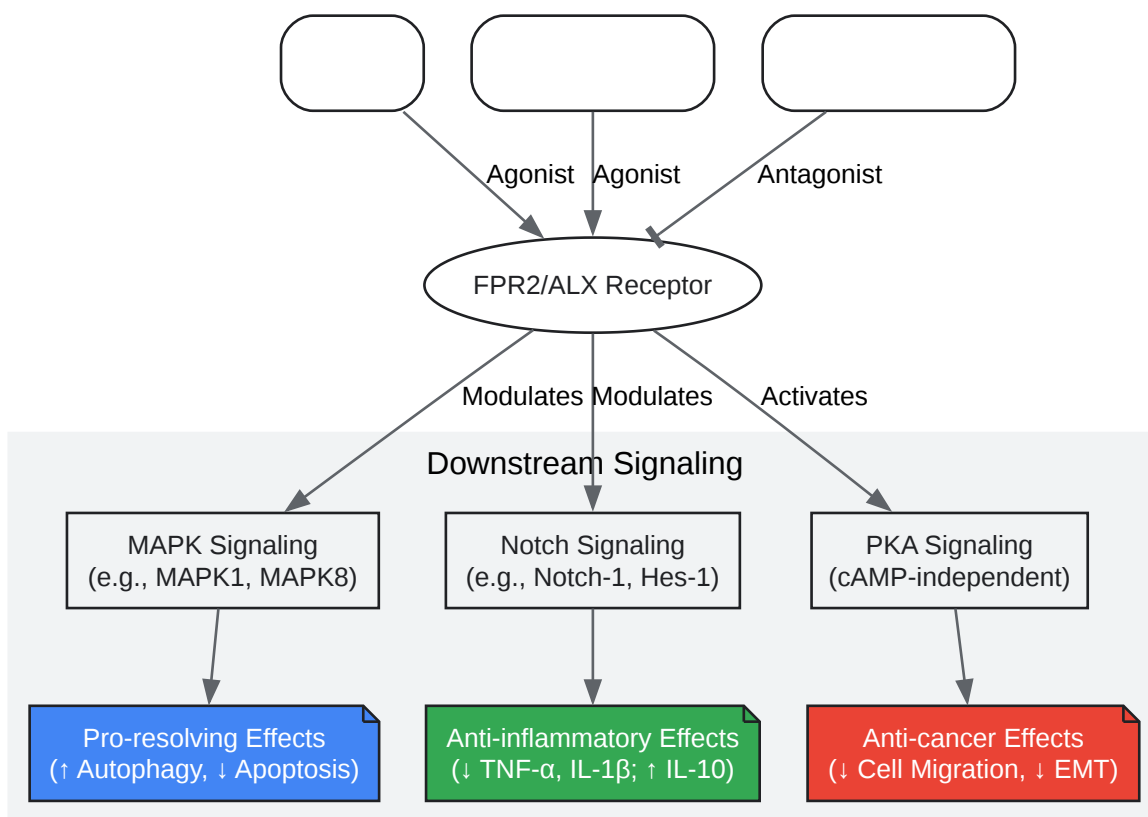 Agonist
Agonist
Antagonist
FPR2/ALX Receptor
Modulates
Modulates
Activates
Downstream Signaling
MAPK Signaling
(e.g., MAPK1, MAPK8)
Notch Signaling
(e.g., Notch-1, Hes-1)
PKA Signaling
(cAMP-independent)
Pro-resolving Effects
(↑ Autophagy, ↓ Apoptosis)
Anti-inflammatory Effects
(↓ TNF-α, IL-1β; ↑ IL-10)
Anti-cancer Effects
(↓ Cell Migration, ↓ EMT)